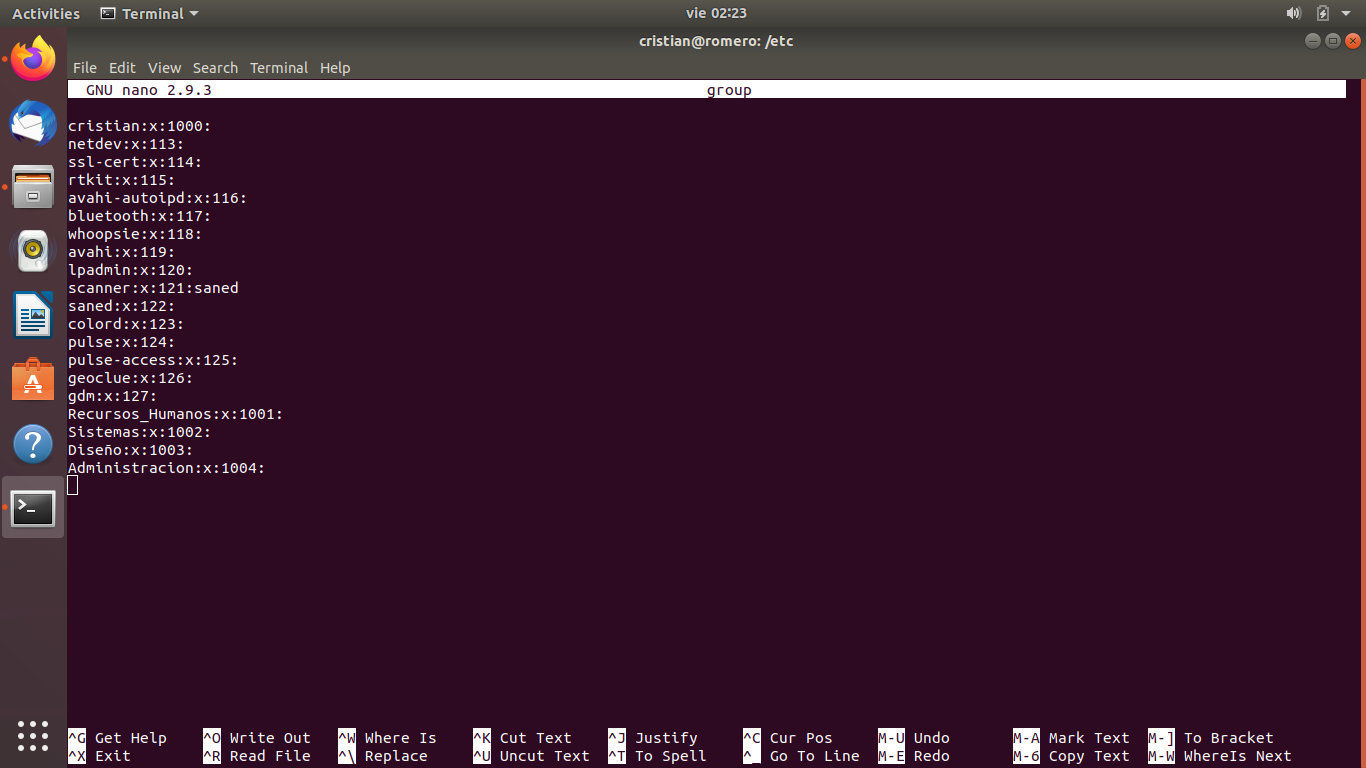 Activities Terminal vie 02:23
cristian@romero: /etc
File Edit View Search Terminal Help
GNU nano 2.9.3 group
cristian:x:1000:
netdev:x:113:
ssl-cert:x:114:
rtkit:x:115:
avahi-autoipd:x:116:
bluetooth:x:117:
whoopsie:x:118:
avahi:x:119:
lpadmin:x:120:
scanner:x:121:saned
saned:x:122:
colord:x:123:
pulse:x:124:
pulse-access:x:125:
geoclue:x:126:
gdm:x:127:
Recursos_Humanos:x:1001:
Sistemas:x:1002:
Diseño:x:1003:
Administracion:x:1004:
^G Get Help ^O Write Out ^W Where Is ^K Cut Text ^J Justify ^C Cur Pos M-U Undo M-A Mark Text M-] To Bracket
^X Exit ^R Read File ^\ Replace ^U Uncut Text ^T To Spell ^_ Go To Line M-E Redo M-6 Copy Text M-W WhereIs Next